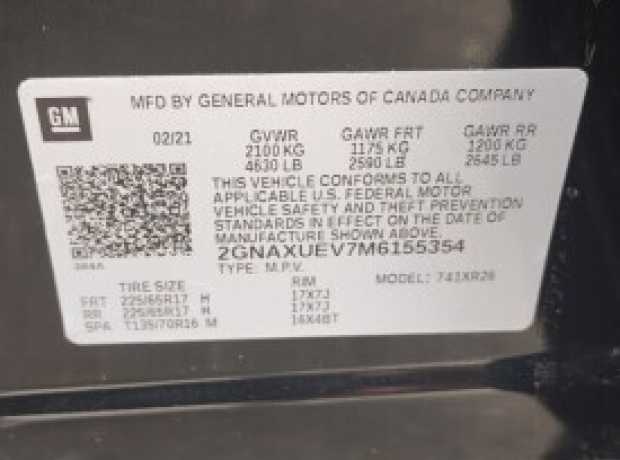 GM
MFD BY GENERAL MOTORS OF CANADA COMPANY
02/21 GVWR GAWR FRT GAWR RR
2100 KG 1175 KG 1200 KG
4630 LB 2590 LB 2645 LB
THIS VEHICLE CONFORMS TO ALL
APPLICABLE U.S. FEDERAL MOTOR
VEHICLE SAFETY AND THEFT PREVENTION
STANDARDS IN EFFECT ON THE DATE OF
MANUFACTURE SHOWN ABOVE.
2GNAXUEV7M6155354
TYPE: M.P.V. MODEL: 741XR26
TIRE SIZE RIM
FRT 225/65R17 H 17X7J
RR 225/65R17 H 17X7J
SPA T135/70R16 M 16X4BT